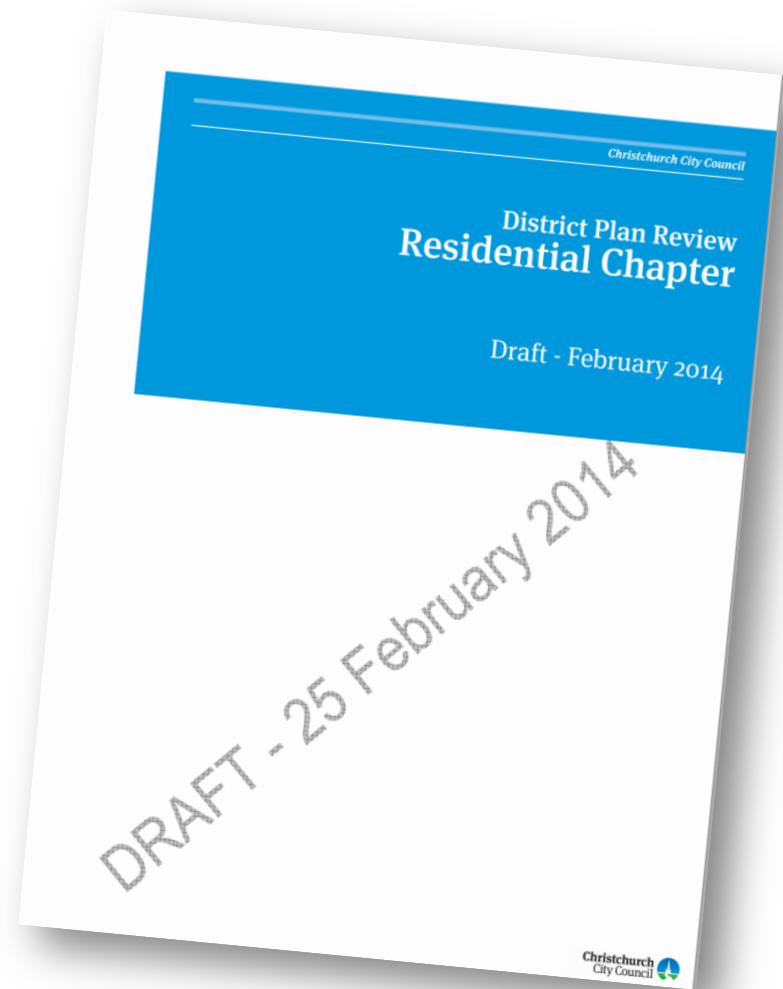 Christchurch City Council
District Plan Review
Residential Chapter
Draft - February 2014
DRAFT - 25 February 2014
Christchurch
City Council